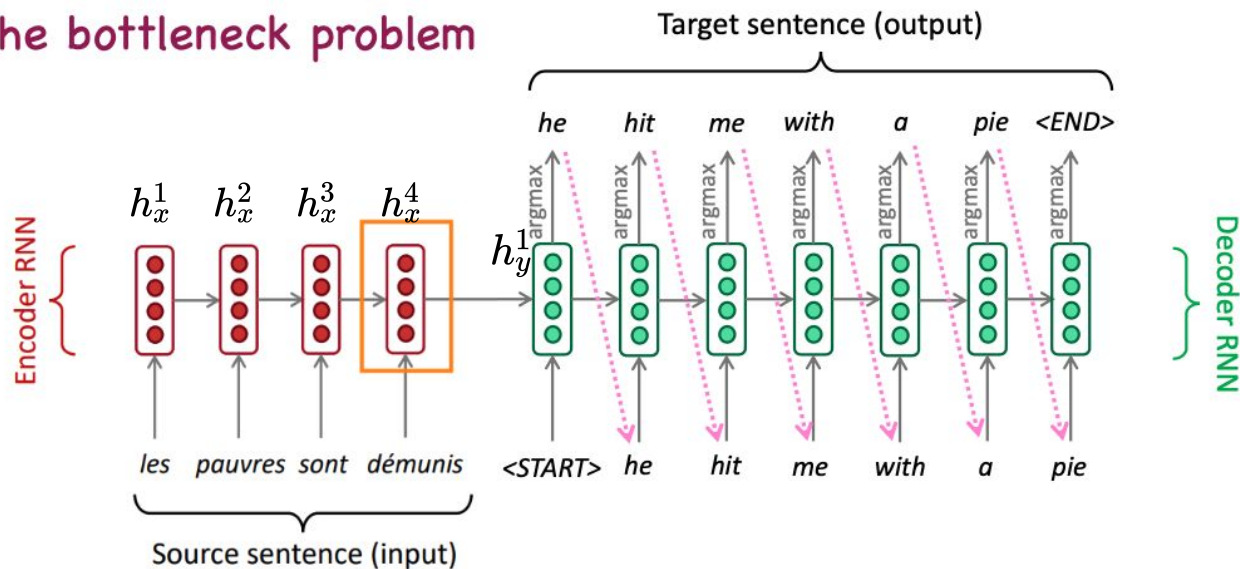 he bottleneck problem
Target sentence (output)
he hit me with a pie <END>
argmax argmax argmax argmax argmax argmax argmax
h_x^1 h_x^2 h_x^3 h_x^4
h_y^1
Encoder RNN
Decoder RNN
les pauvres sont démunis
<START> he hit me with a pie
Source sentence (input)